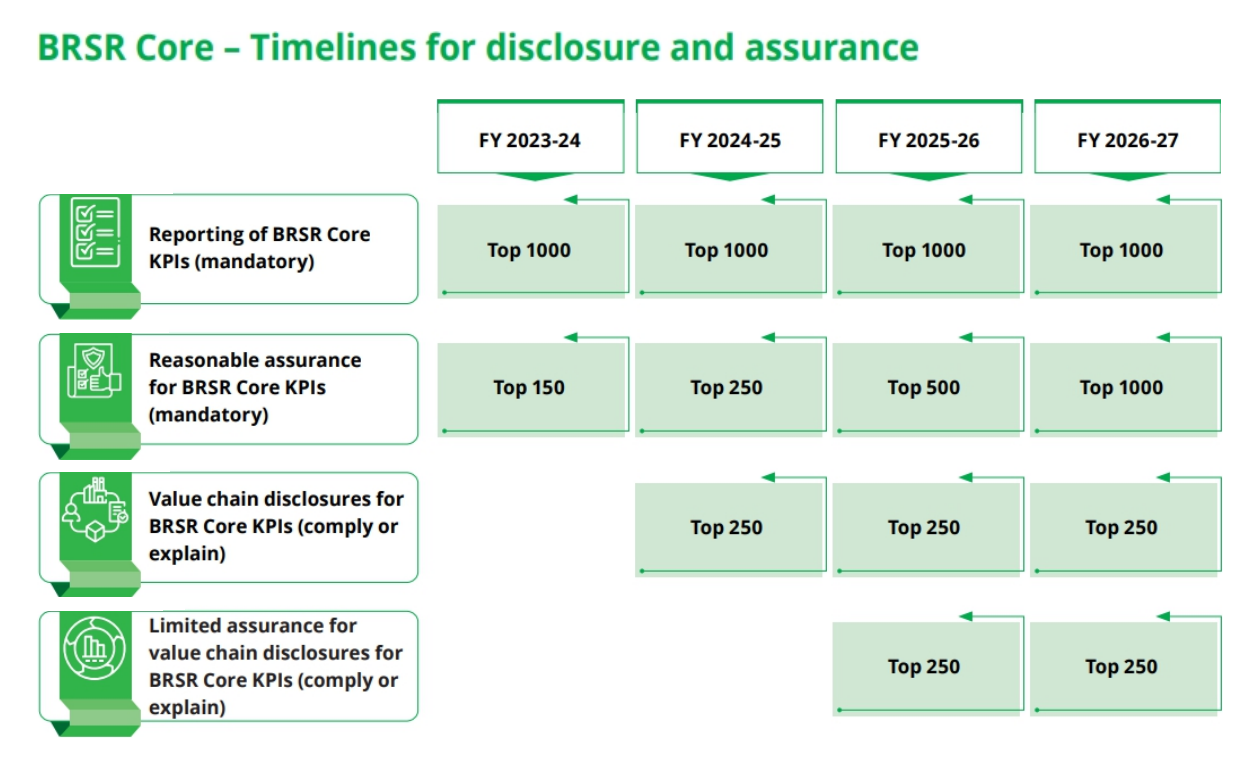 BRSR Core – Timelines for disclosure and assurance
FY 2023-24
FY 2024-25
FY 2025-26
FY 2026-27
Reporting of BRSR Core
KPIs (mandatory)
Top 1000
Top 1000
Top 1000
Top 1000
Reasonable assurance
for BRSR Core KPIs
(mandatory)
Top 150
Top 250
Top 500
Top 1000
Value chain disclosures for
BRSR Core KPIs (comply or
explain)
Top 250
Top 250
Top 250
Limited assurance for
value chain disclosures for
BRSR Core KPIs (comply or
explain)
Top 250
Top 250